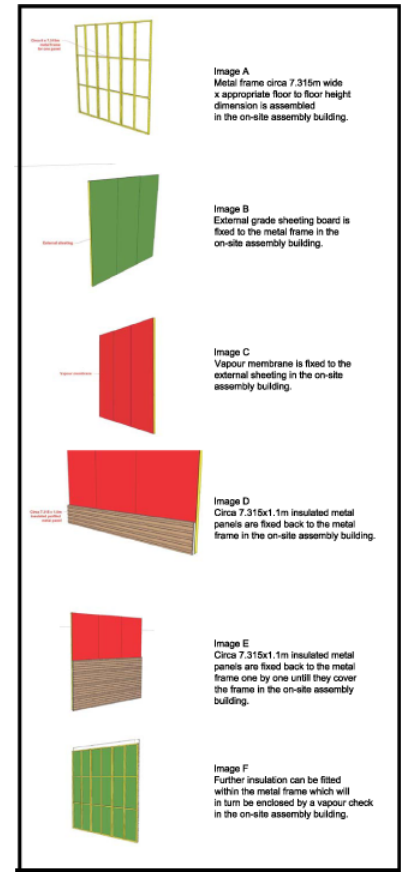 Image A
Metal frame circa 7.315m wide
x appropriate floor to floor height
dimension is assembled
in the on-site assembly building.
Image B
External grade sheeting board is
fixed to the metal frame in the
on-site assembly building.
External sheeting
Image C
Vapour membrane is fixed to the
external sheeting in the on-site
assembly building.
Vapour membrane
Image D
Circa 7.315x1.1m insulated metal
panels are fixed back to the metal
frame in the on-site assembly building.
Image E
Circa 7.315x1.1m insulated metal
panels are fixed back to the metal
frame one by one untill they cover
the frame in the on-site assembly
building.
Image F
Further insulation can be fitted
within the metal frame which will
in turn be enclosed by a vapour check
in the on-site assembly building.